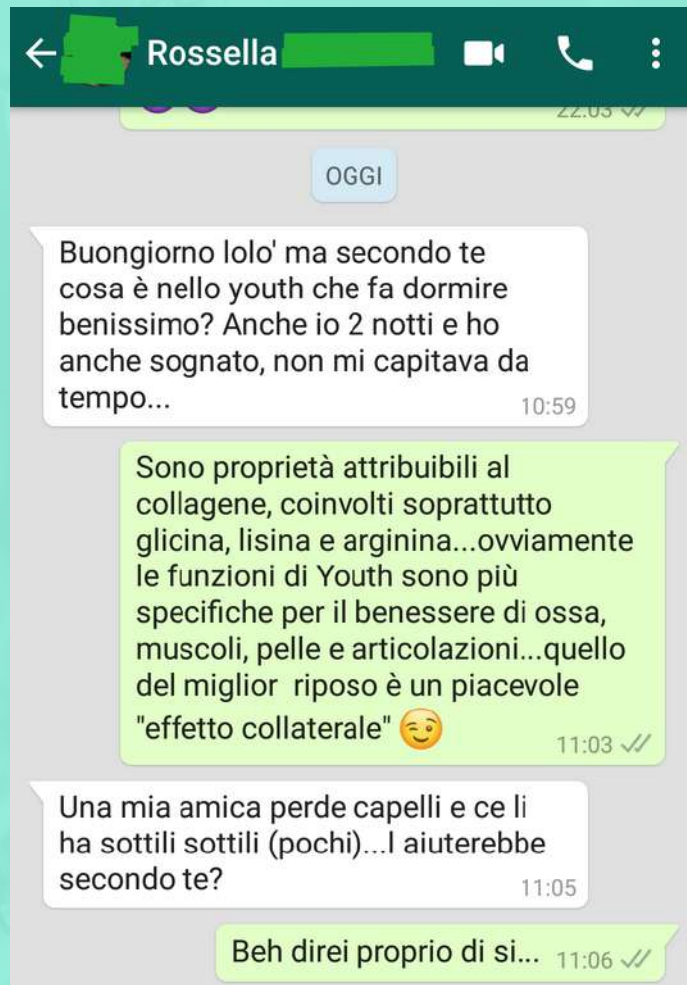 Rossella
22.03
OGGI
Buongiorno lolo' ma secondo te
cosa è nello youth che fa dormire
benissimo? Anche io 2 notti e ho
anche sognato, non mi capitava da
tempo...
10:59
Sono proprietà attribuibili al
collagene, coinvolti soprattutto
glicina, lisina e arginina...ovviamente
le funzioni di Youth sono più
specifiche per il benessere di ossa,
muscoli, pelle e articolazioni...quello
del miglior riposo è un piacevole
"effetto collaterale"
11:03
Una mia amica perde capelli e ce li
ha sottili sottili (pochi)...l aiuterebbe
secondo te?
11:05
Beh direi proprio di si... 11:06